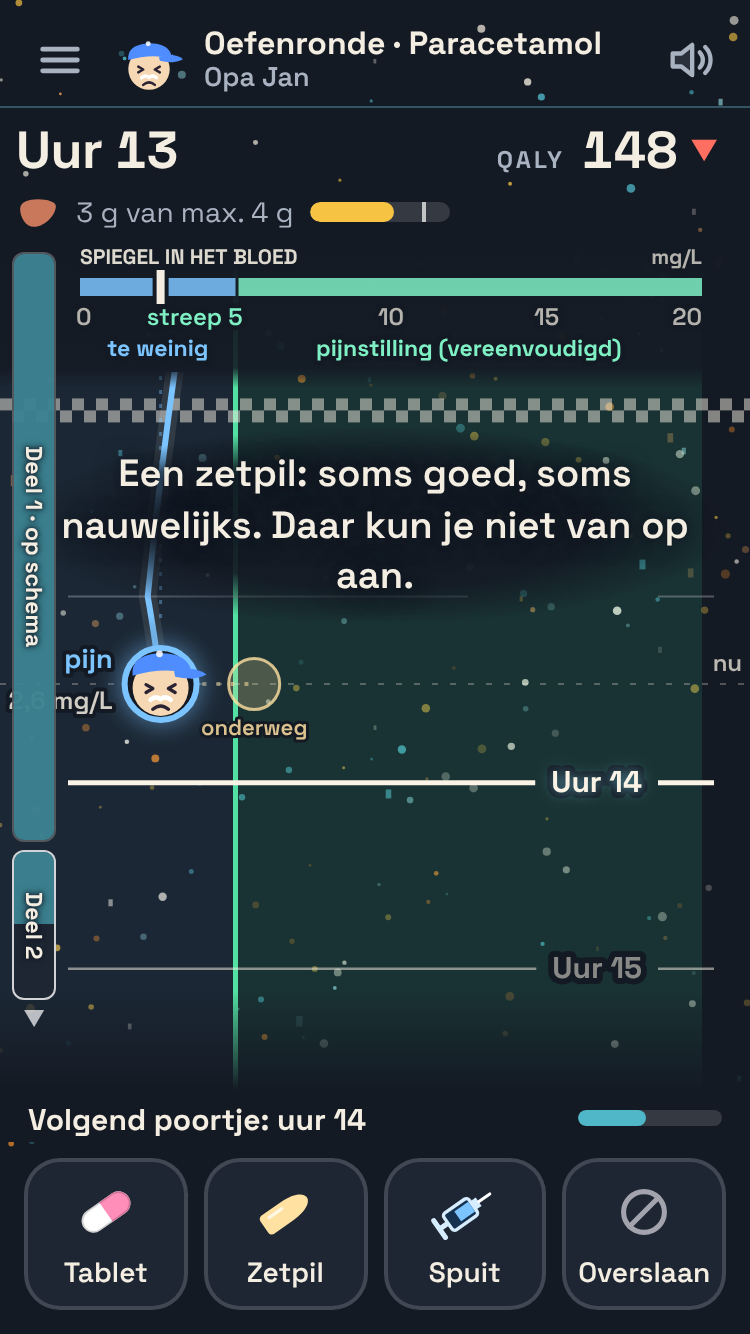 Oefenronde · Paracetamol
Opa Jan
Uur 13
QALY 148
3 g van max. 4 g
SPIEGEL IN HET BLOED mg/L
0 streep 5 10 15 20
te weinig pijnstilling (vereenvoudigd)
Deel 1 · op schema
Een zetpil: soms goed, soms
nauwelijks. Daar kun je niet van op
aan.
pijn
nu
2,6 mg/L
onderweg
Uur 14
Deel 2
Uur 15
Volgend poortje: uur 14
Tablet
Zetpil
Spuit
Overslaan